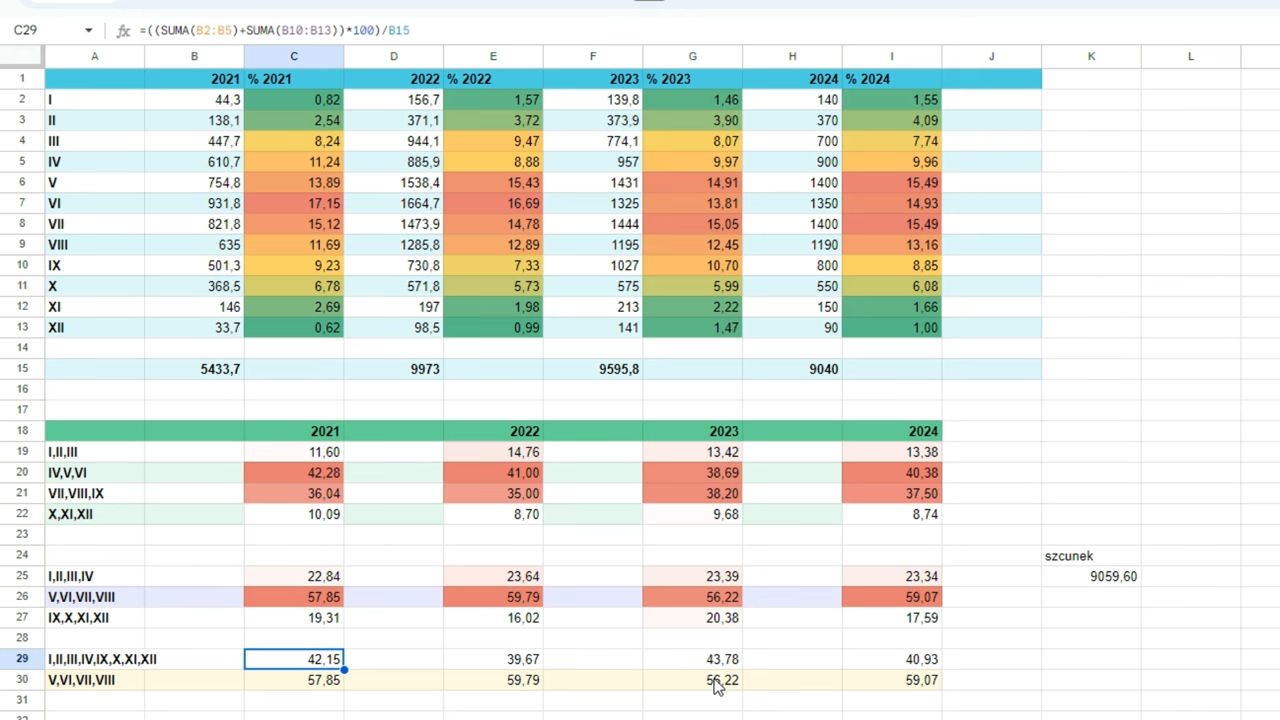 C29 fx =((SUMA(B2:B5)+SUMA(B10:B13))*100)/B15
A B C D E F G H I J K L
1 2021 % 2021 2022 % 2022 2023 % 2023 2024 % 2024
2 I 44,3 0,82 156,7 1,57 139,8 1,46 140 1,55
3 II 138,1 2,54 371,1 3,72 373,9 3,90 370 4,09
4 III 447,7 8,24 944,1 9,47 774,1 8,07 700 7,74
5 IV 610,7 11,24 885,9 8,88 957 9,97 900 9,96
6 V 754,8 13,89 1538,4 15,43 1431 14,91 1400 15,49
7 VI 931,8 17,15 1664,7 16,69 1325 13,81 1350 14,93
8 VII 821,8 15,12 1473,9 14,78 1444 15,05 1400 15,49
9 VIII 635 11,69 1285,8 12,89 1195 12,45 1190 13,16
10 IX 501,3 9,23 730,8 7,33 1027 10,70 800 8,85
11 X 368,5 6,78 571,8 5,73 575 5,99 550 6,08
12 XI 146 2,69 197 1,98 213 2,22 150 1,66
13 XII 33,7 0,62 98,5 0,99 141 1,47 90 1,00
14
15 5433,7 9973 9595,8 9040
16
17
18 2021 2022 2023 2024
19 I,II,III 11,60 14,76 13,42 13,38
20 IV,V,VI 42,28 41,00 38,69 40,38
21 VII,VIII,IX 36,04 35,00 38,20 37,50
22 X,XI,XII 10,09 8,70 9,68 8,74
23
24 szcunek
25 I,II,III,IV 22,84 23,64 23,39 23,34 9059,60
26 V,VI,VII,VIII 57,85 59,79 56,22 59,07
27 IX,X,XI,XII 19,31 16,02 20,38 17,59
28
29 I,II,III,IV,IX,X,XI,XII 42,15 39,67 43,78 40,93
30 V,VI,VII,VIII 57,85 59,79 56,22 59,07
31